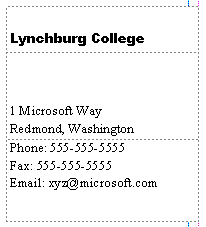 Lynchburg College
1 Microsoft Way
Redmond, Washington
Phone: 555-555-5555
Fax: 555-555-5555
Email: xyz@microsoft.com